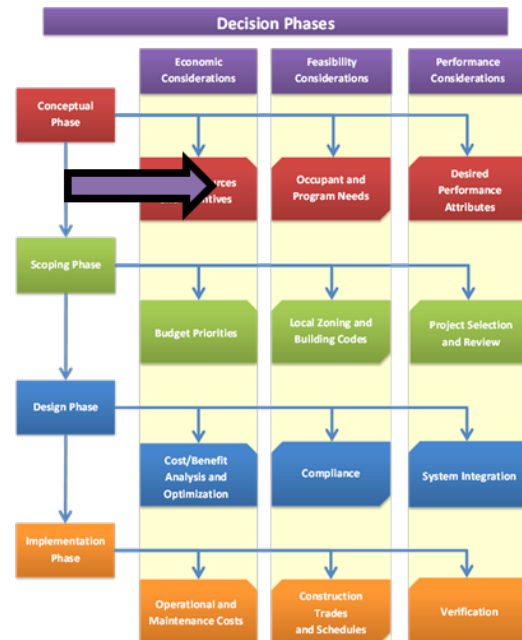 Decision Phases
Economic
Considerations
Feasibility
Considerations
Performance
Considerations
Conceptual
Phase
Occupant and
Program Needs
Desired
Performance
Attributes
Scoping Phase
Budget Priorities
Local Zoning and
Building Codes
Project Selection
and Review
Design Phase
Cost/Benefit
Analysis and
Optimization
Compliance
System Integration
Implementation
Phase
Operational and
Maintenance Costs
Construction
Trades
and Schedules
Verification